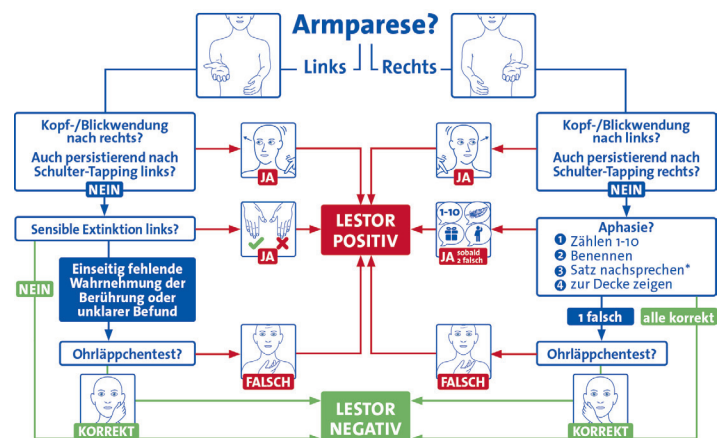 Armparese?
Links
Rechts
Kopf-/Blickwendung
nach rechts?
Auch persistierend nach
Schulter-Tapping links?
NEIN
JA
JA
Kopf-/Blickwendung
nach links?
Auch persistierend nach
Schulter-Tapping rechts?
NEIN
Sensible Extinktion links?
JA
LESTOR
POSITIV
1-10
JA sobald
2 falsch
Aphasie?
1 Zählen 1-10
2 Benennen
3 Satz nachsprechen*
4 zur Decke zeigen
NEIN
Einseitig fehlende
Wahrnehmung der
Berührung oder
unklarer Befund
1 falsch
alle korrekt
Ohrläppchentest?
FALSCH
FALSCH
Ohrläppchentest?
KORREKT
LESTOR
NEGATIV
KORREKT